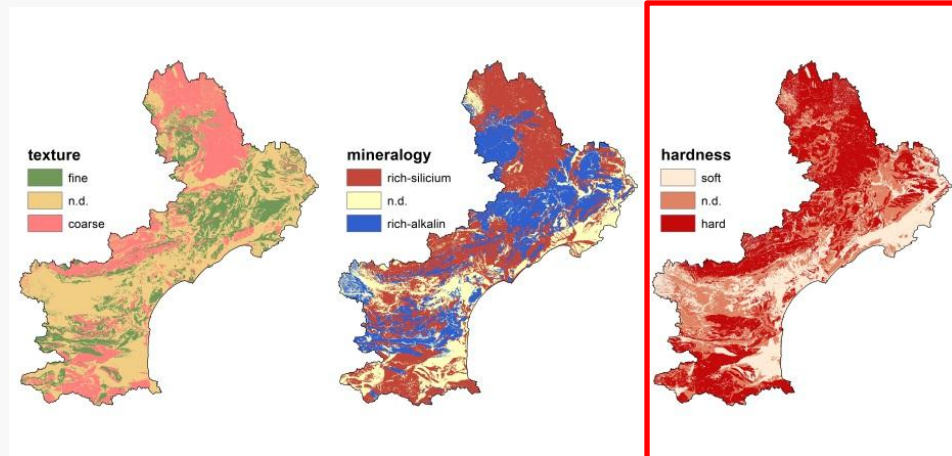 texture
fine
n.d.
coarse
mineralogy
rich-silicium
n.d.
rich-alkalin
hardness
soft
n.d.
hard